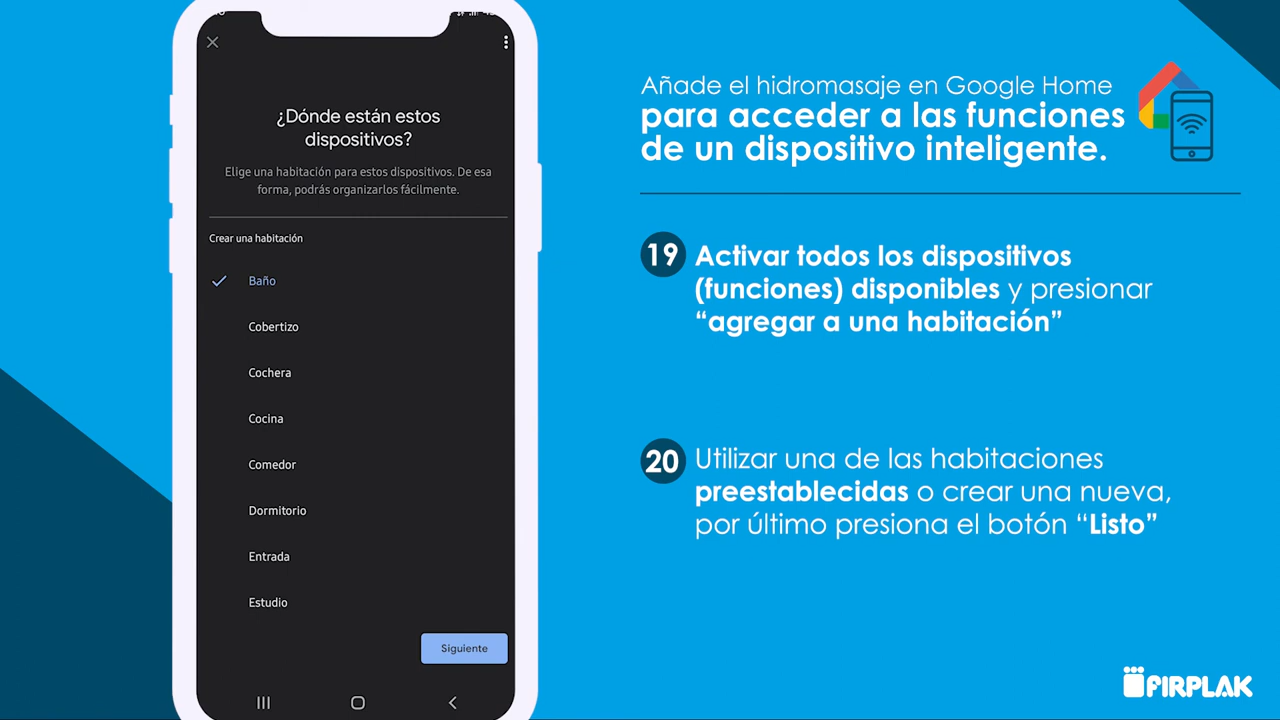 ¿Dónde están estos
dispositivos?
Elige una habitación para estos dispositivos. De esa
forma, podrás organizarlos fácilmente.
Crear una habitación
Baño
Cobertizo
Cochera
Cocina
Comedor
Dormitorio
Entrada
Estudio
Siguiente
Añade el hidromasaje en Google Home
para acceder a las funciones
de un dispositivo inteligente.
19 Activar todos los dispositivos
(funciones) disponibles y presionar
“agregar a una habitación”
20 Utilizar una de las habitaciones
preestablecidas o crear una nueva,
por último presiona el botón “Listo”
FIRPLAK